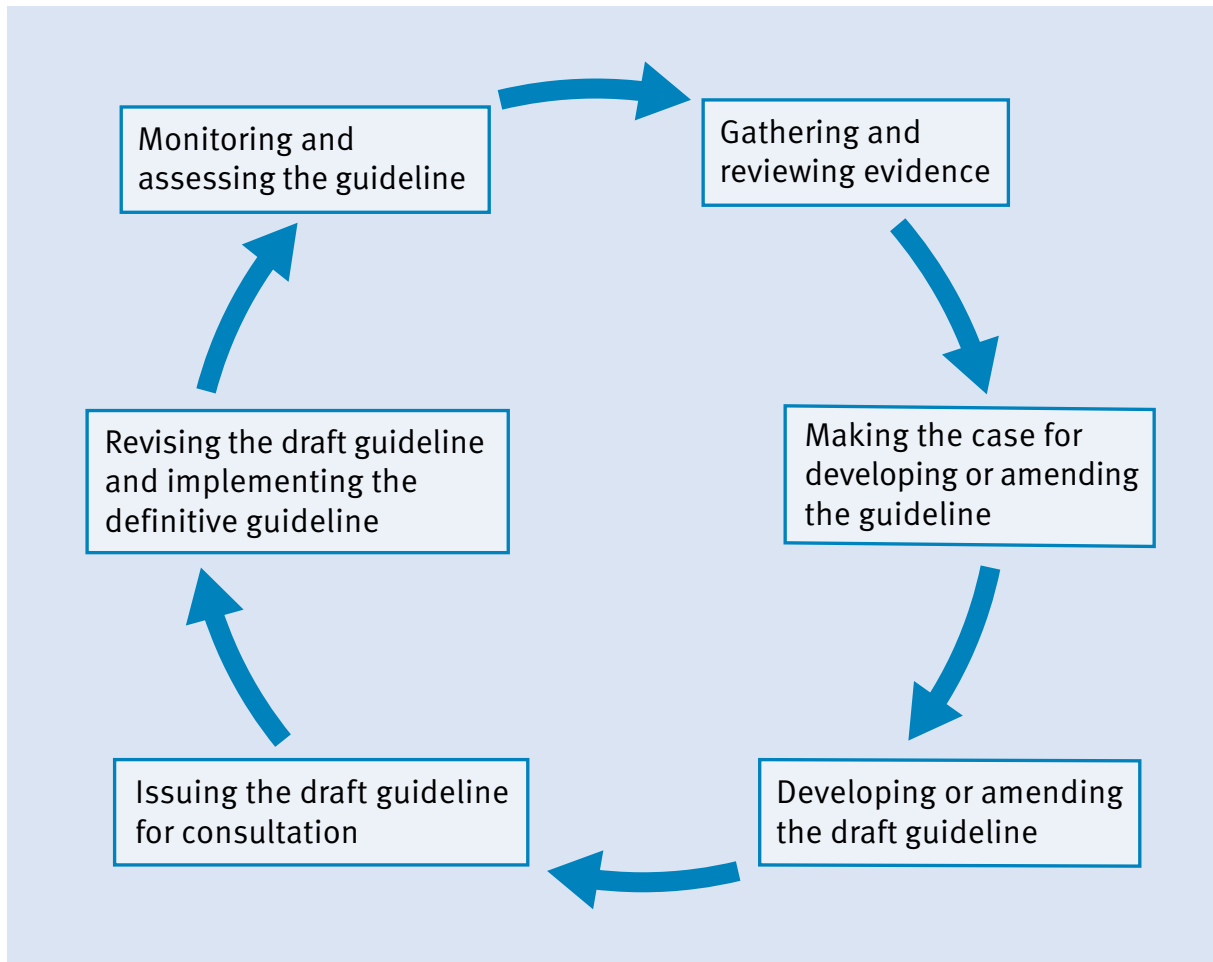 Monitoring and
assessing the guideline
Gathering and
reviewing evidence
Making the case for
developing or amending
the guideline
Developing or amending
the draft guideline
Issuing the draft guideline
for consultation
Revising the draft guideline
and implementing the
definitive guideline